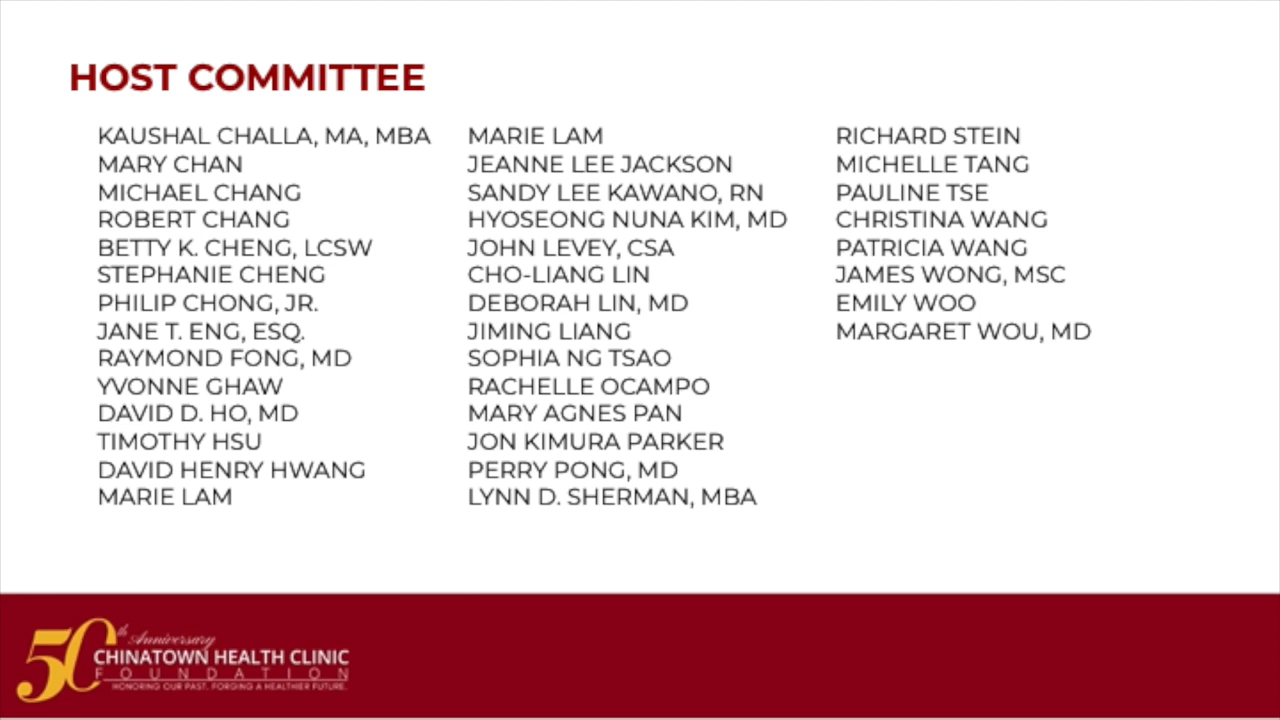 HOST COMMITTEE
KAUSHAL CHALLA, MA, MBA
MARY CHAN
MICHAEL CHANG
ROBERT CHANG
BETTY K. CHENG, LCSW
STEPHANIE CHENG
PHILIP CHONG, JR.
JANE T. ENG, ESQ.
RAYMOND FONG, MD
YVONNE GHAW
DAVID D. HO, MD
TIMOTHY HSU
DAVID HENRY HWANG
MARIE LAM
MARIE LAM
JEANNE LEE JACKSON
SANDY LEE KAWANO, RN
HYOSEONG NUNA KIM, MD
JOHN LEVEY, CSA
CHO-LIANG LIN
DEBORAH LIN, MD
JIMING LIANG
SOPHIA NG TSAO
RACHELLE OCAMPO
MARY AGNES PAN
JON KIMURA PARKER
PERRY PONG, MD
LYNN D. SHERMAN, MBA
RICHARD STEIN
MICHELLE TANG
PAULINE TSE
CHRISTINA WANG
PATRICIA WANG
JAMES WONG, MSC
EMILY WOO
MARGARET WOU, MD
50th Anniversary
CHINATOWN HEALTH CLINIC
FOUNDATION
HONORING OUR PAST. FORGING A HEALTHIER FUTURE.